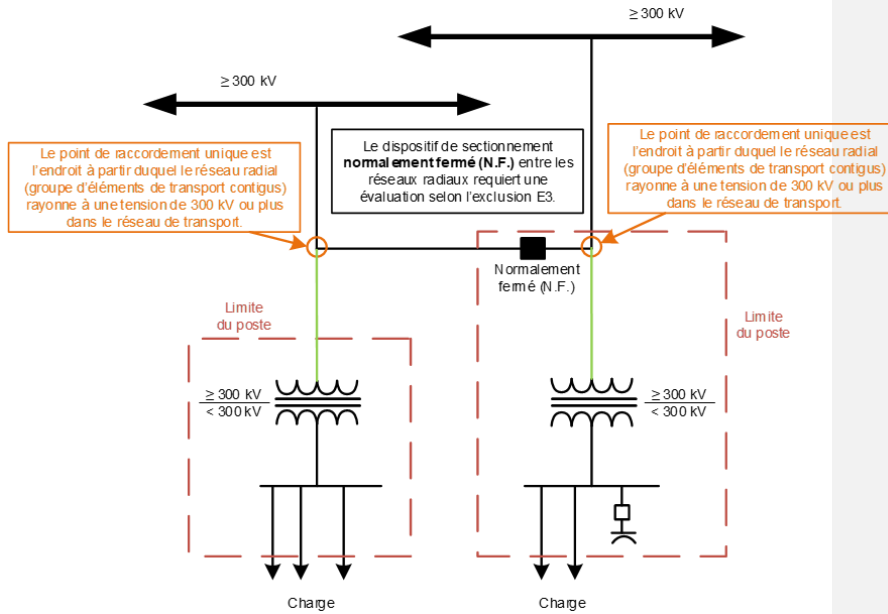 ≥ 300 kV
≥ 300 kV
Le point de raccordement unique est
l'endroit à partir duquel le réseau radial
(groupe d'éléments de transport contigus)
rayonne à une tension de 300 kV ou plus
dans le réseau de transport.
Le dispositif de sectionnement
normalement fermé (N.F.) entre les
réseaux radiaux requiert une
évaluation selon l'exclusion E3.
Le point de raccordement unique est
l'endroit à partir duquel le réseau radial
(groupe d'éléments de transport contigus)
rayonne à une tension de 300 kV ou plus
dans le réseau de transport.
Normalement
fermé (N.F.)
Limite
du poste
Limite
du poste
≥ 300 kV
< 300 kV
≥ 300 kV
< 300 kV
Charge
Charge